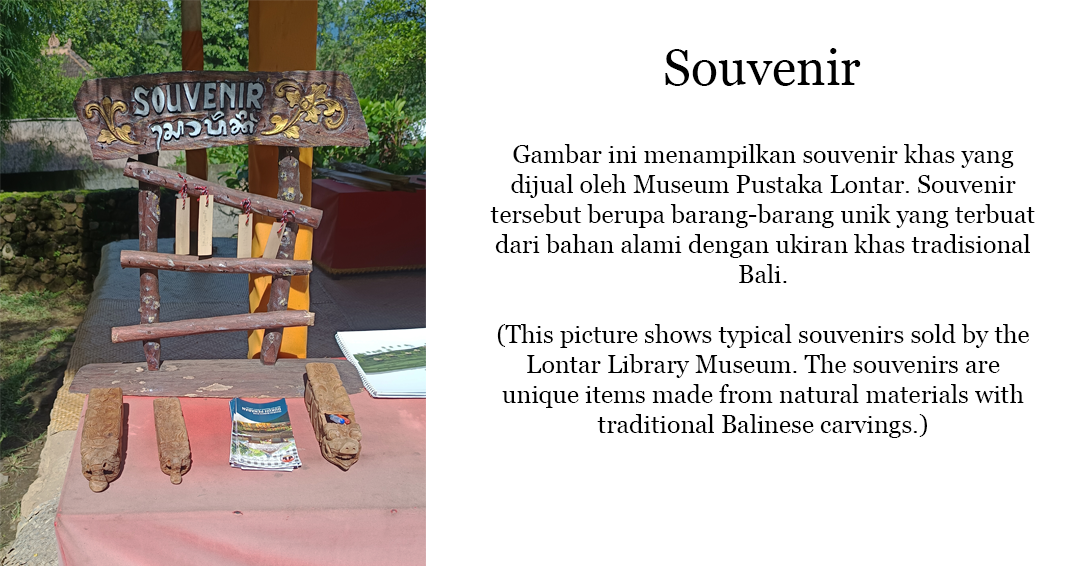 SOUVENIR
Souvenir
Gambar ini menampilkan souvenir khas yang
dijual oleh Museum Pustaka Lontar. Souvenir
tersebut berupa barang-barang unik yang terbuat
dari bahan alami dengan ukiran khas tradisional
Bali.
(This picture shows typical souvenirs sold by the
Lontar Library Museum. The souvenirs are
unique items made from natural materials with
traditional Balinese carvings.)